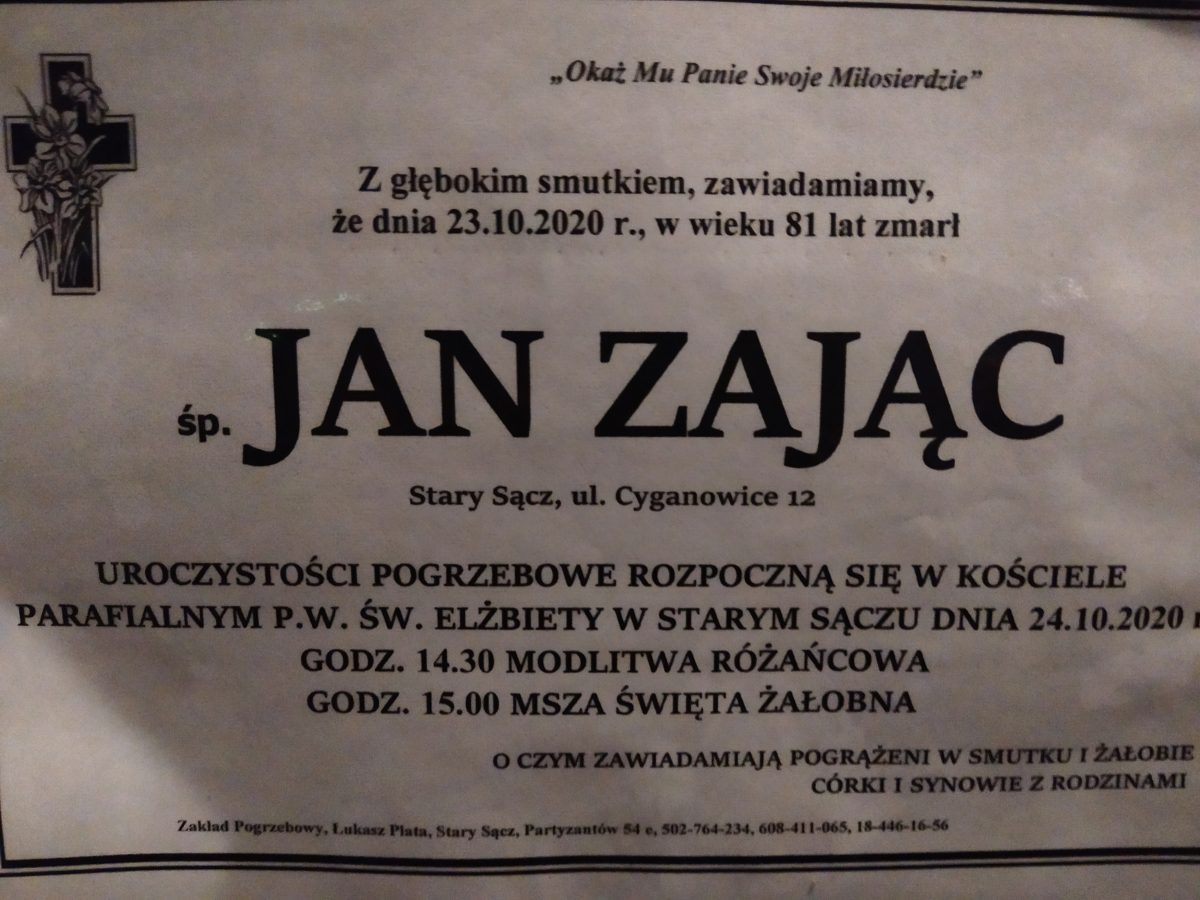 „Okaż Mu Panie Swoje Miłosierdzie”
Z głębokim smutkiem, zawiadamiamy,
że dnia 23.10.2020 r., w wieku 81 lat zmarł
śp. JAN ZAJĄC
Stary Sącz, ul. Cyganowice 12
UROCZYSTOŚCI POGRZEBOWE ROZPOCZNĄ SIĘ W KOŚCIELE
PARAFIALNYM P.W. ŚW. ELŻBIETY W STARYM SĄCZU DNIA 24.10.2020 r
GODZ. 14.30 MODLITWA RÓŻAŃCOWA
GODZ. 15.00 MSZA ŚWIĘTA ŻAŁOBNA
O CZYM ZAWIADAMIAJĄ POGRĄŻENI W SMUTKU I ŻAŁOBIE
CÓRKI I SYNOWIE Z RODZINAMI
Zakład Pogrzebowy, Łukasz Plata, Stary Sącz, Partyzantów 54 e, 502-764-234, 608-411-065, 18-446-16-56